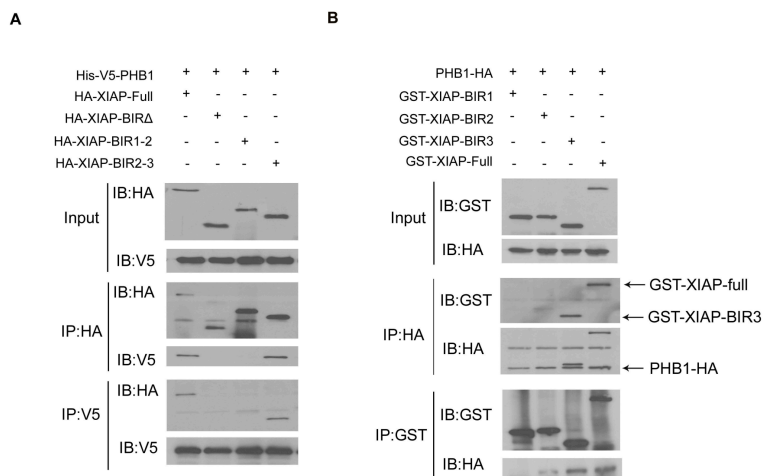 A
His-V5-PHB1 + + + +
HA-XIAP-Full + - - -
HA-XIAP-BIRΔ - + - -
HA-XIAP-BIR1-2 - - + -
HA-XIAP-BIR2-3 - - - +
Input
IB:HA
IB:V5
IP:HA
IB:HA
IB:V5
IP:V5
IB:HA
IB:V5
B
PHB1-HA + + + +
GST-XIAP-BIR1 + - - -
GST-XIAP-BIR2 - + - -
GST-XIAP-BIR3 - - + -
GST-XIAP-Full - - - +
Input
IB:GST
IB:HA
IP:HA
IB:GST
GST-XIAP-full
GST-XIAP-BIR3
IB:HA
PHB1-HA
IP:GST
IB:GST
IB:HA